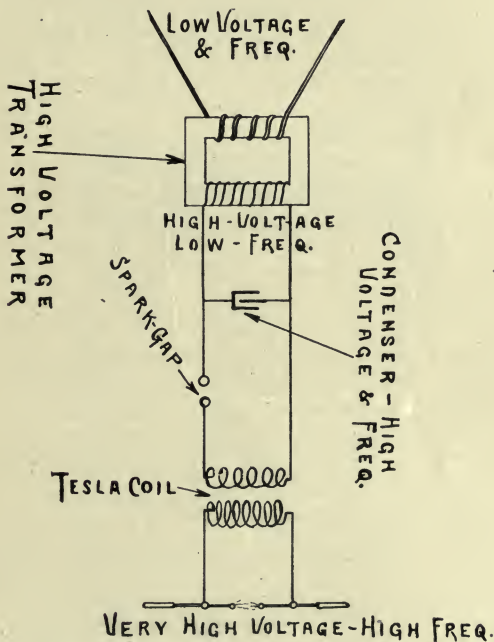 LOW VOLTAGE
& FREQ.
HIGH VOLTAGE
TRANSFORMER
HIGH-VOLTAGE
LOW-FREQ.
SPARK-GAP
CONDENSER-HIGH
VOLTAGE & FREQ.
TESLA COIL
VERY HIGH VOLTAGE-HIGH FREQ.